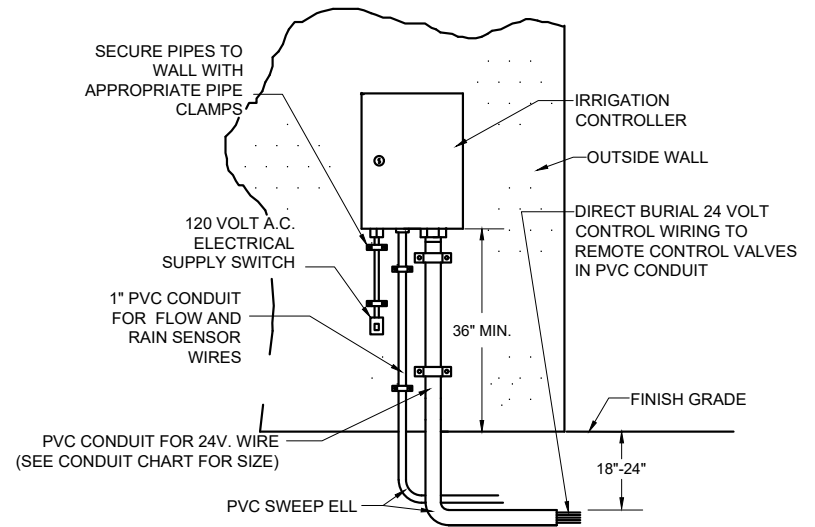 SECURE PIPES TO
WALL WITH
APPROPRIATE PIPE
CLAMPS
IRRIGATION
CONTROLLER
OUTSIDE WALL
120 VOLT A.C.
ELECTRICAL
SUPPLY SWITCH
DIRECT BURIAL 24 VOLT
CONTROL WIRING TO
REMOTE CONTROL VALVES
IN PVC CONDUIT
1" PVC CONDUIT
FOR FLOW AND
RAIN SENSOR
WIRES
36" MIN.
FINISH GRADE
PVC CONDUIT FOR 24V. WIRE
(SEE CONDUIT CHART FOR SIZE)
18"-24"
PVC SWEEP ELL